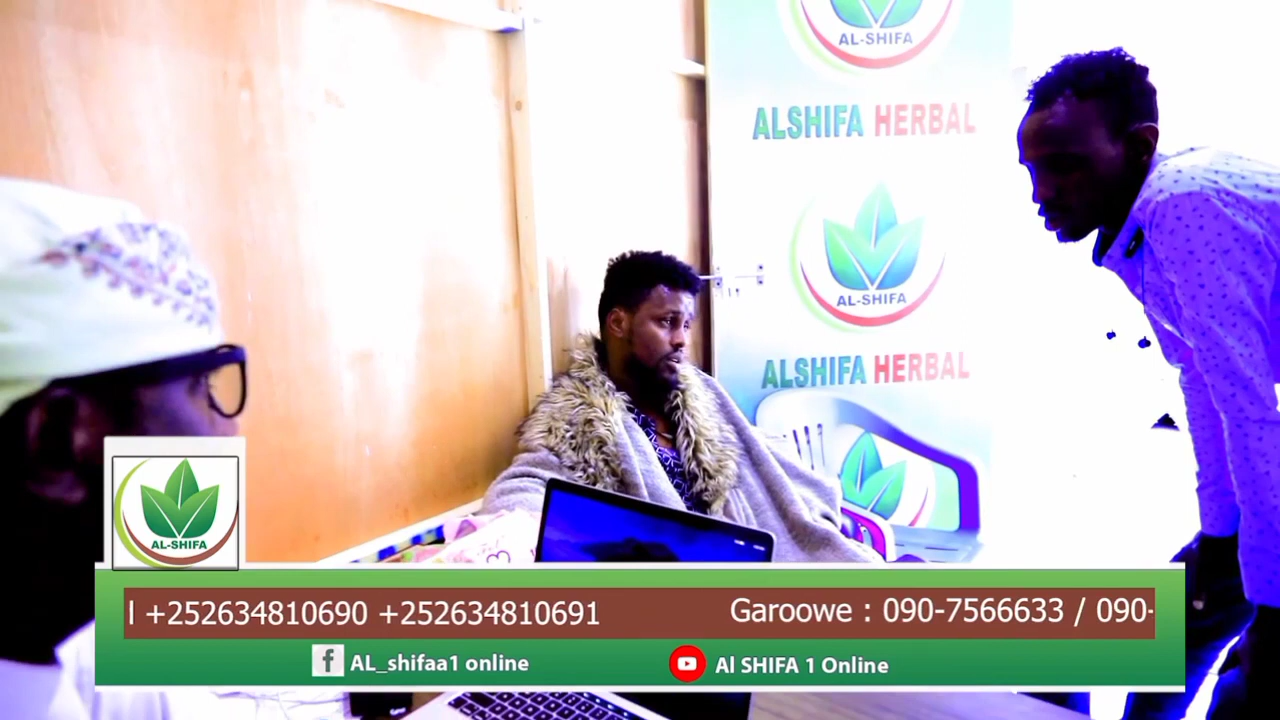 AL-SHIFA
ALSHIFA HERBAL
AL-SHIFA
ALSHIFA HERBAL
AL-SHIFA
+252634810690 +252634810691 Garoowe : 090-7566633 / 090-
AL_shifaa1 online
Al SHIFA 1 Online